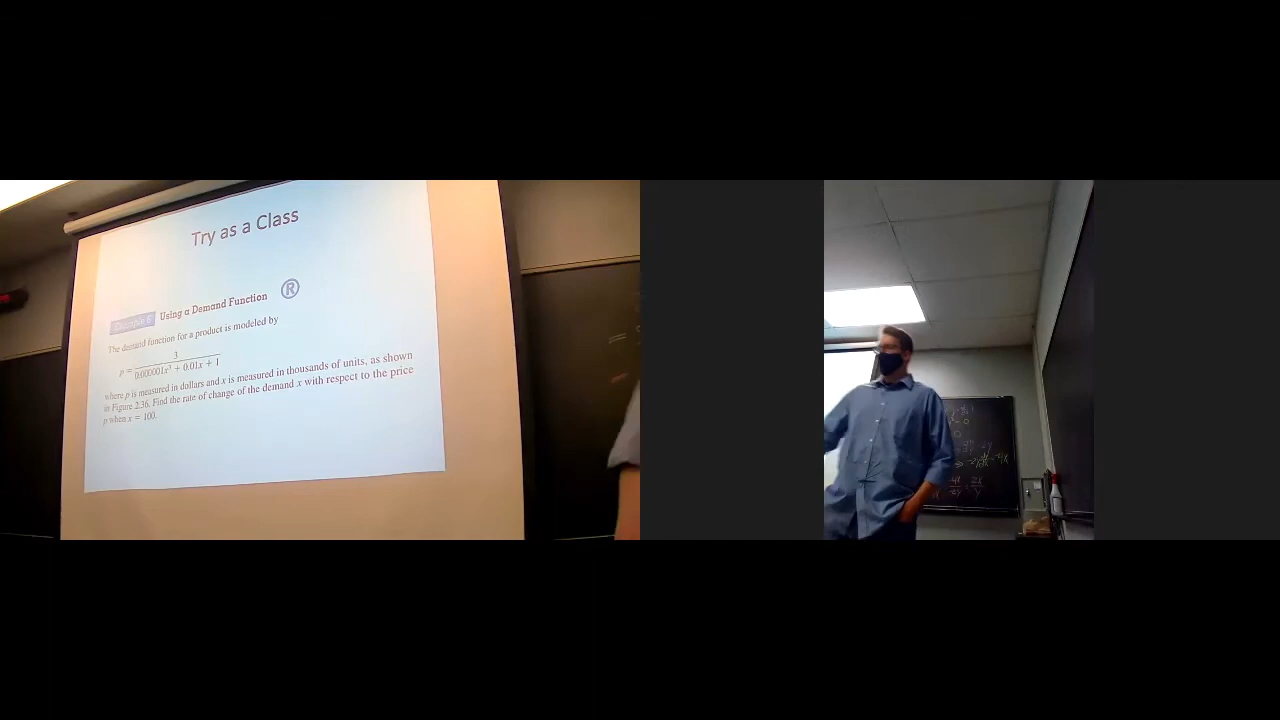 Try as a Class
Example 6 Using a Demand Function ®
The demand function for a product is modeled by
p = 3 / 0.000001x³ + 0.01x + 1
where p is measured in dollars and x is measured in thousands of units, as shown
in Figure 2.36. Find the rate of change of the demand x with respect to the price
p when x = 100.